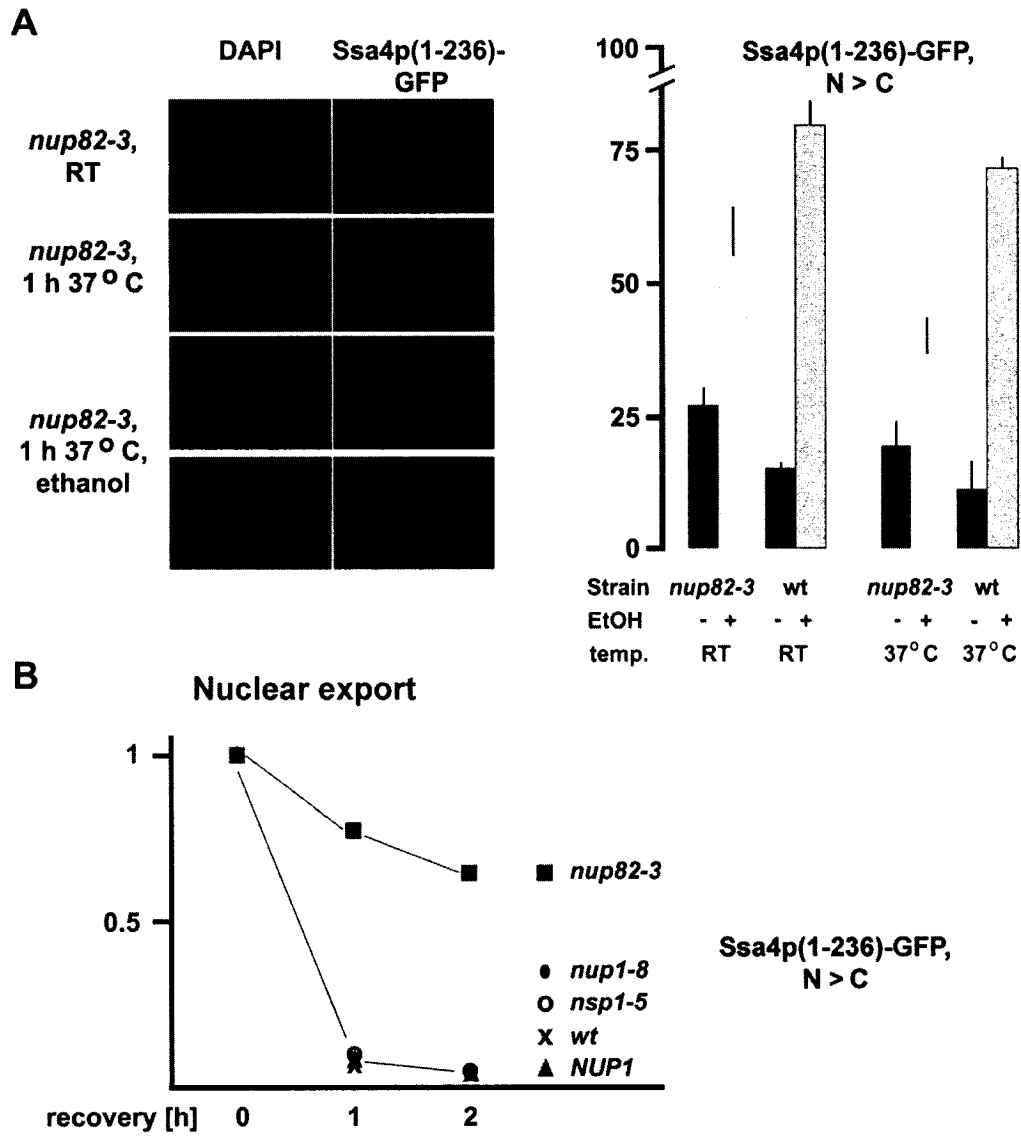 A
DAPI
Ssa4p(1-236)-
GFP
nup82-3,
RT
nup82-3,
1 h 37° C
nup82-3,
1 h 37° C,
ethanol
Ssa4p(1-236)-GFP,
N > C
100
75
50
25
0
Strain nup82-3 wt nup82-3 wt
EtOH - + - + - + - +
temp. RT RT 37°C 37°C
B
Nuclear export
1
0.5
nup82-3
nup1-8
nsp1-5
wt
NUP1
Ssa4p(1-236)-GFP,
N > C
recovery [h] 0 1 2